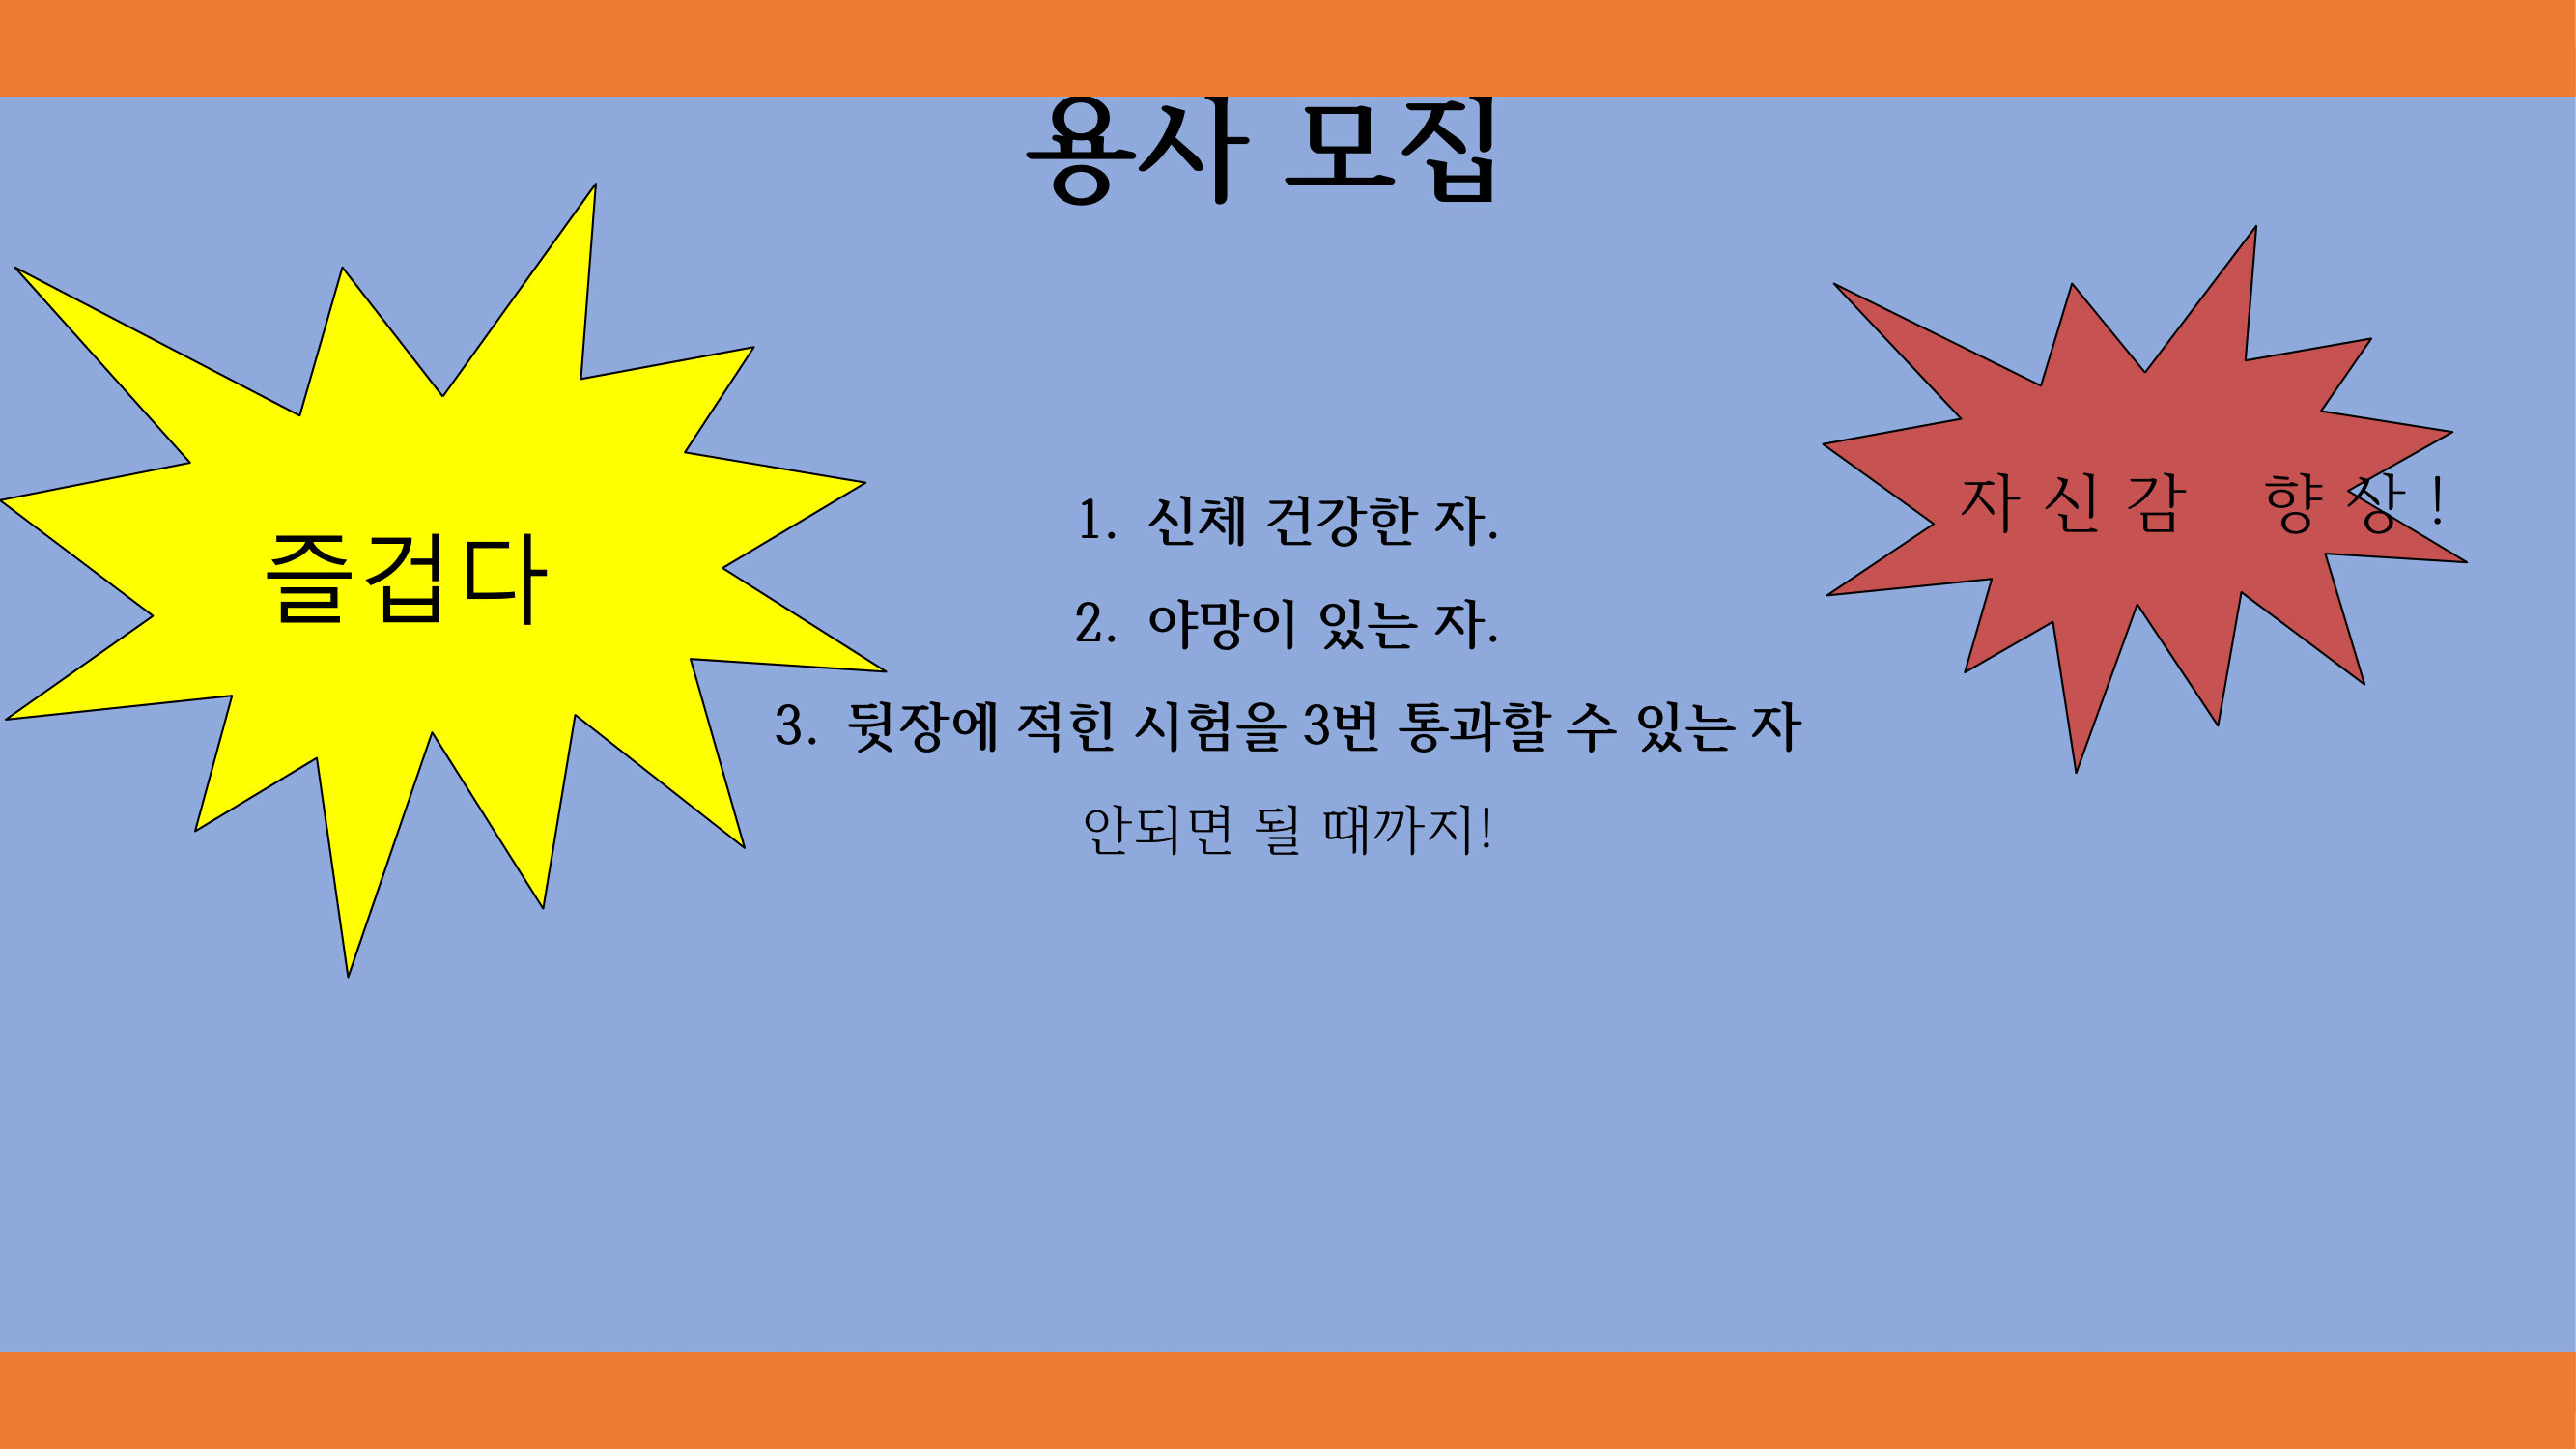 용사 모집
즐겁다
자신감 향상!
1. 신체 건강한 자.
2. 야망이 있는 자.
3. 뒷장에 적힌 시험을 3번 통과할 수 있는 자
안되면 될 때까지!